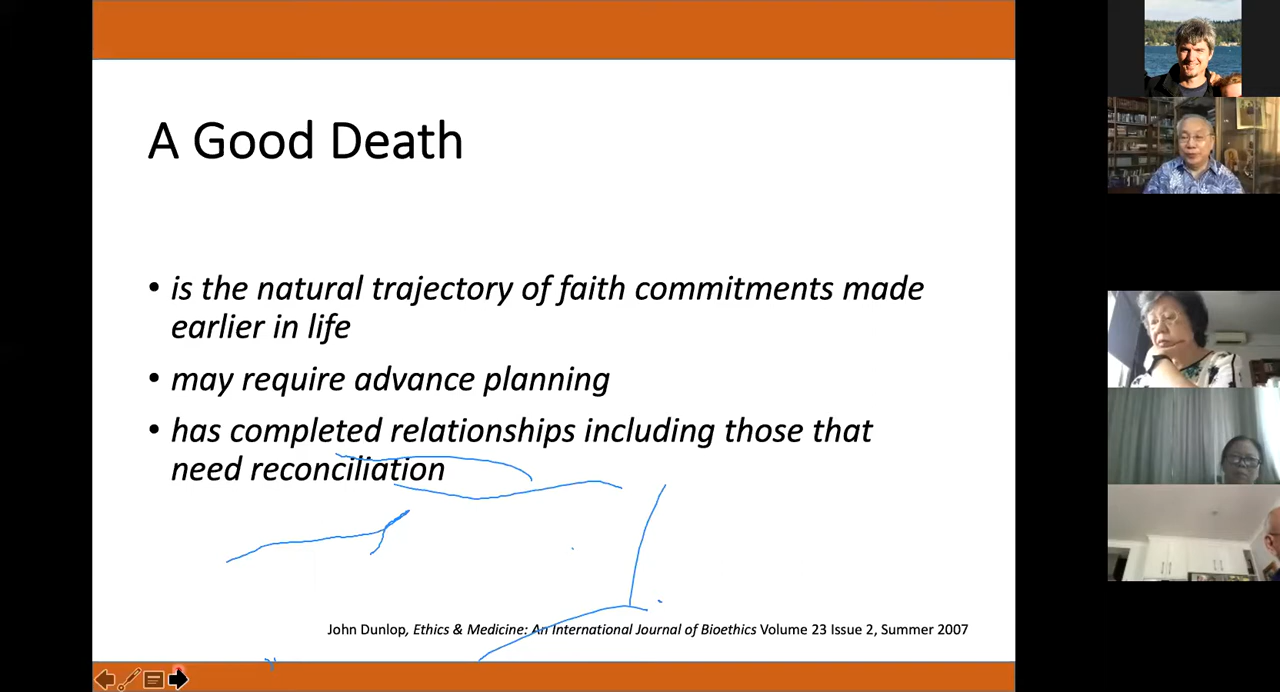 A Good Death
• is the natural trajectory of faith commitments made
earlier in life
• may require advance planning
• has completed relationships including those that
need reconciliation
John Dunlop, Ethics & Medicine: An International Journal of Bioethics Volume 23 Issue 2, Summer 2007